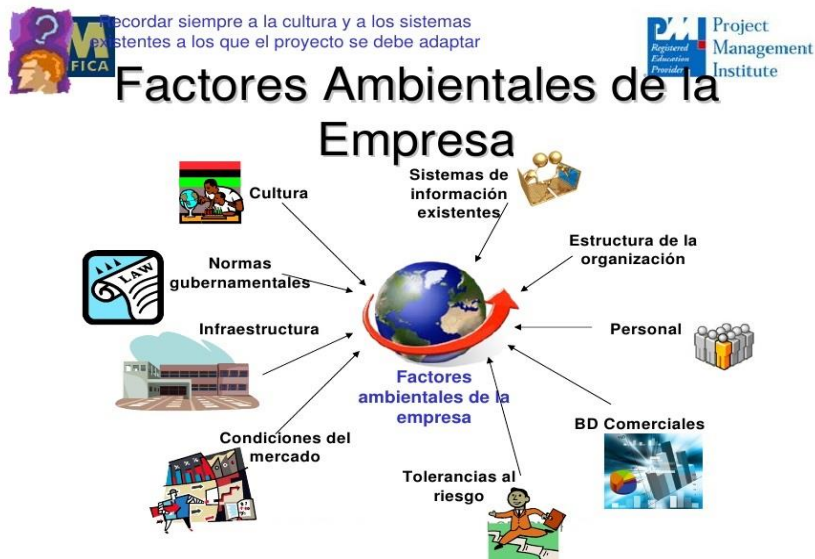 Recordar siempre a la cultura y a los sistemas
existentes a los que el proyecto se debe adaptar
FICA
PMI
Registered
Education
Provider
Project
Management
Institute
Factores Ambientales de la
Empresa
Cultura
Sistemas de
información
existentes
Normas
gubernamentales
LAW
Estructura de la
organización
Infraestructura
Personal
Factores
ambientales de la
empresa
Condiciones del
mercado
BD Comerciales
Tolerancias al
riesgo